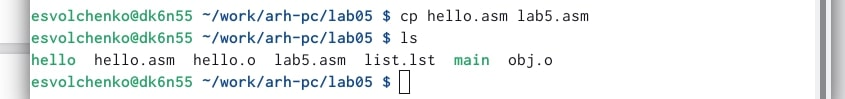 esvolchenko@dk6n55 ~/work/arh-pc/lab05 $ cp hello.asm lab5.asm
esvolchenko@dk6n55 ~/work/arh-pc/lab05 $ ls
hello  hello.asm  hello.o  lab5.asm  list.lst  main  obj.o
esvolchenko@dk6n55 ~/work/arh-pc/lab05 $